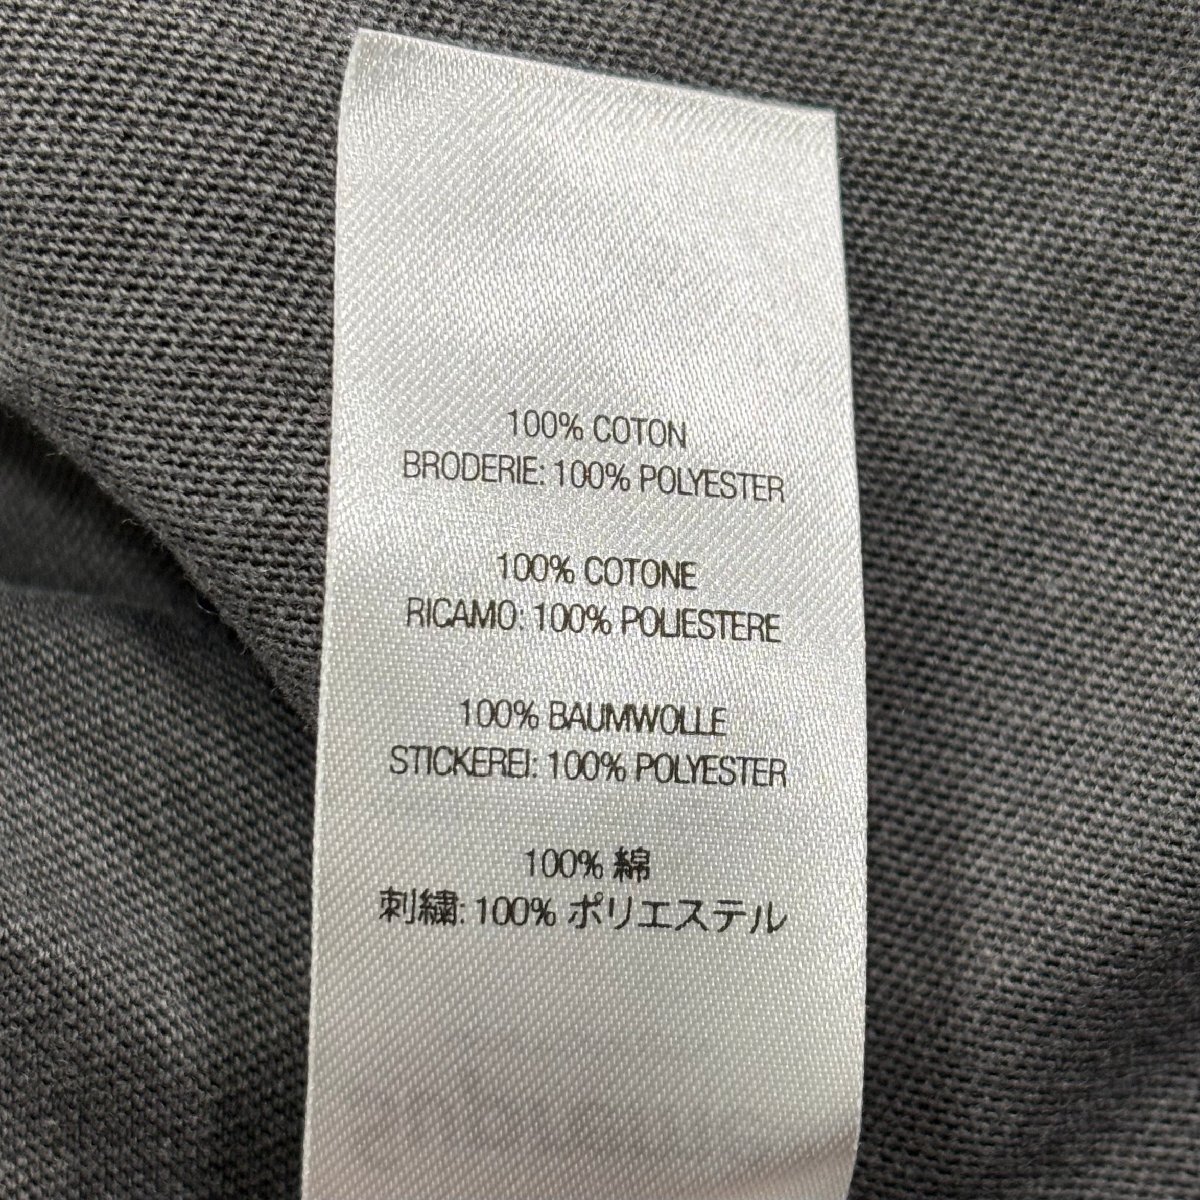 100% COTON
BRODERIE: 100% POLYESTER
100% COTONE
RICAMO: 100% POLIESTERE
100% BAUMWOLLE
STICKEREI: 100% POLYESTER
100% 綿
刺繍: 100% ポリエステル